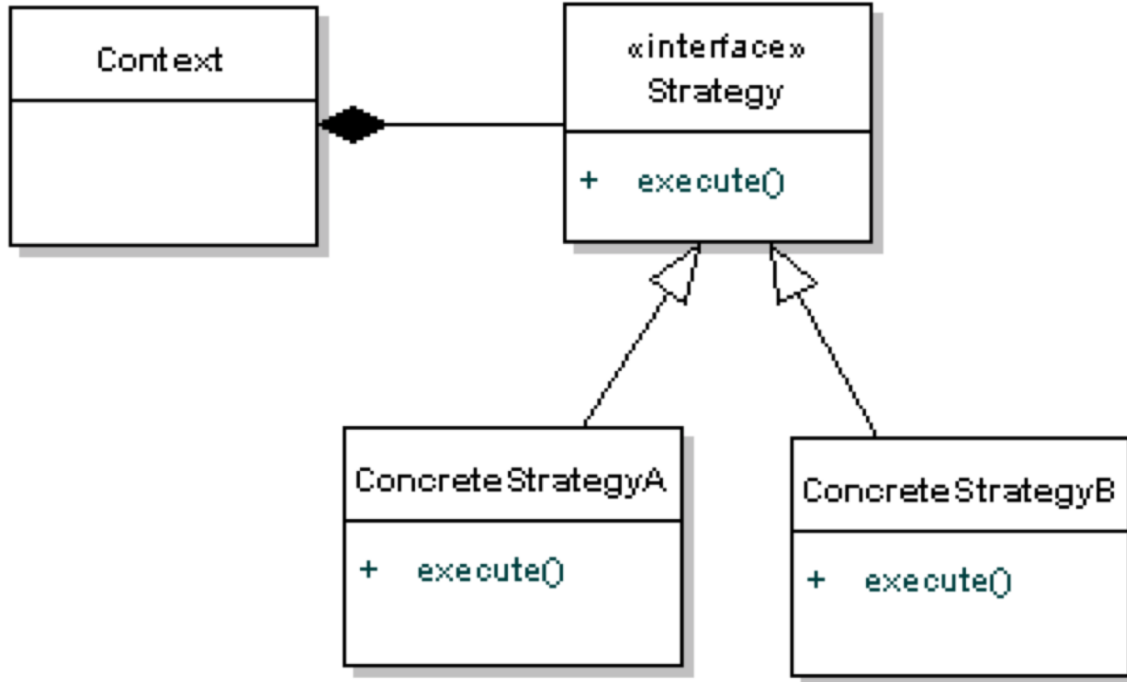 Context
«interface»
Strategy
+ execute()
ConcreteStrategyA
+ execute()
ConcreteStrategyB
+ execute()